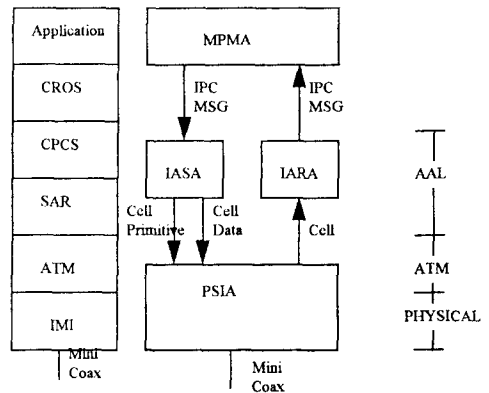 Application
CROS
CPCS
SAR
ATM
IMI
Mini
Coax
MPMA
IPC
MSG
IPC
MSG
IASA
IARA
Cell
Primitive
Cell
Data
Cell
PSIA
Mini
Coax
AAL
ATM
PHYSICAL